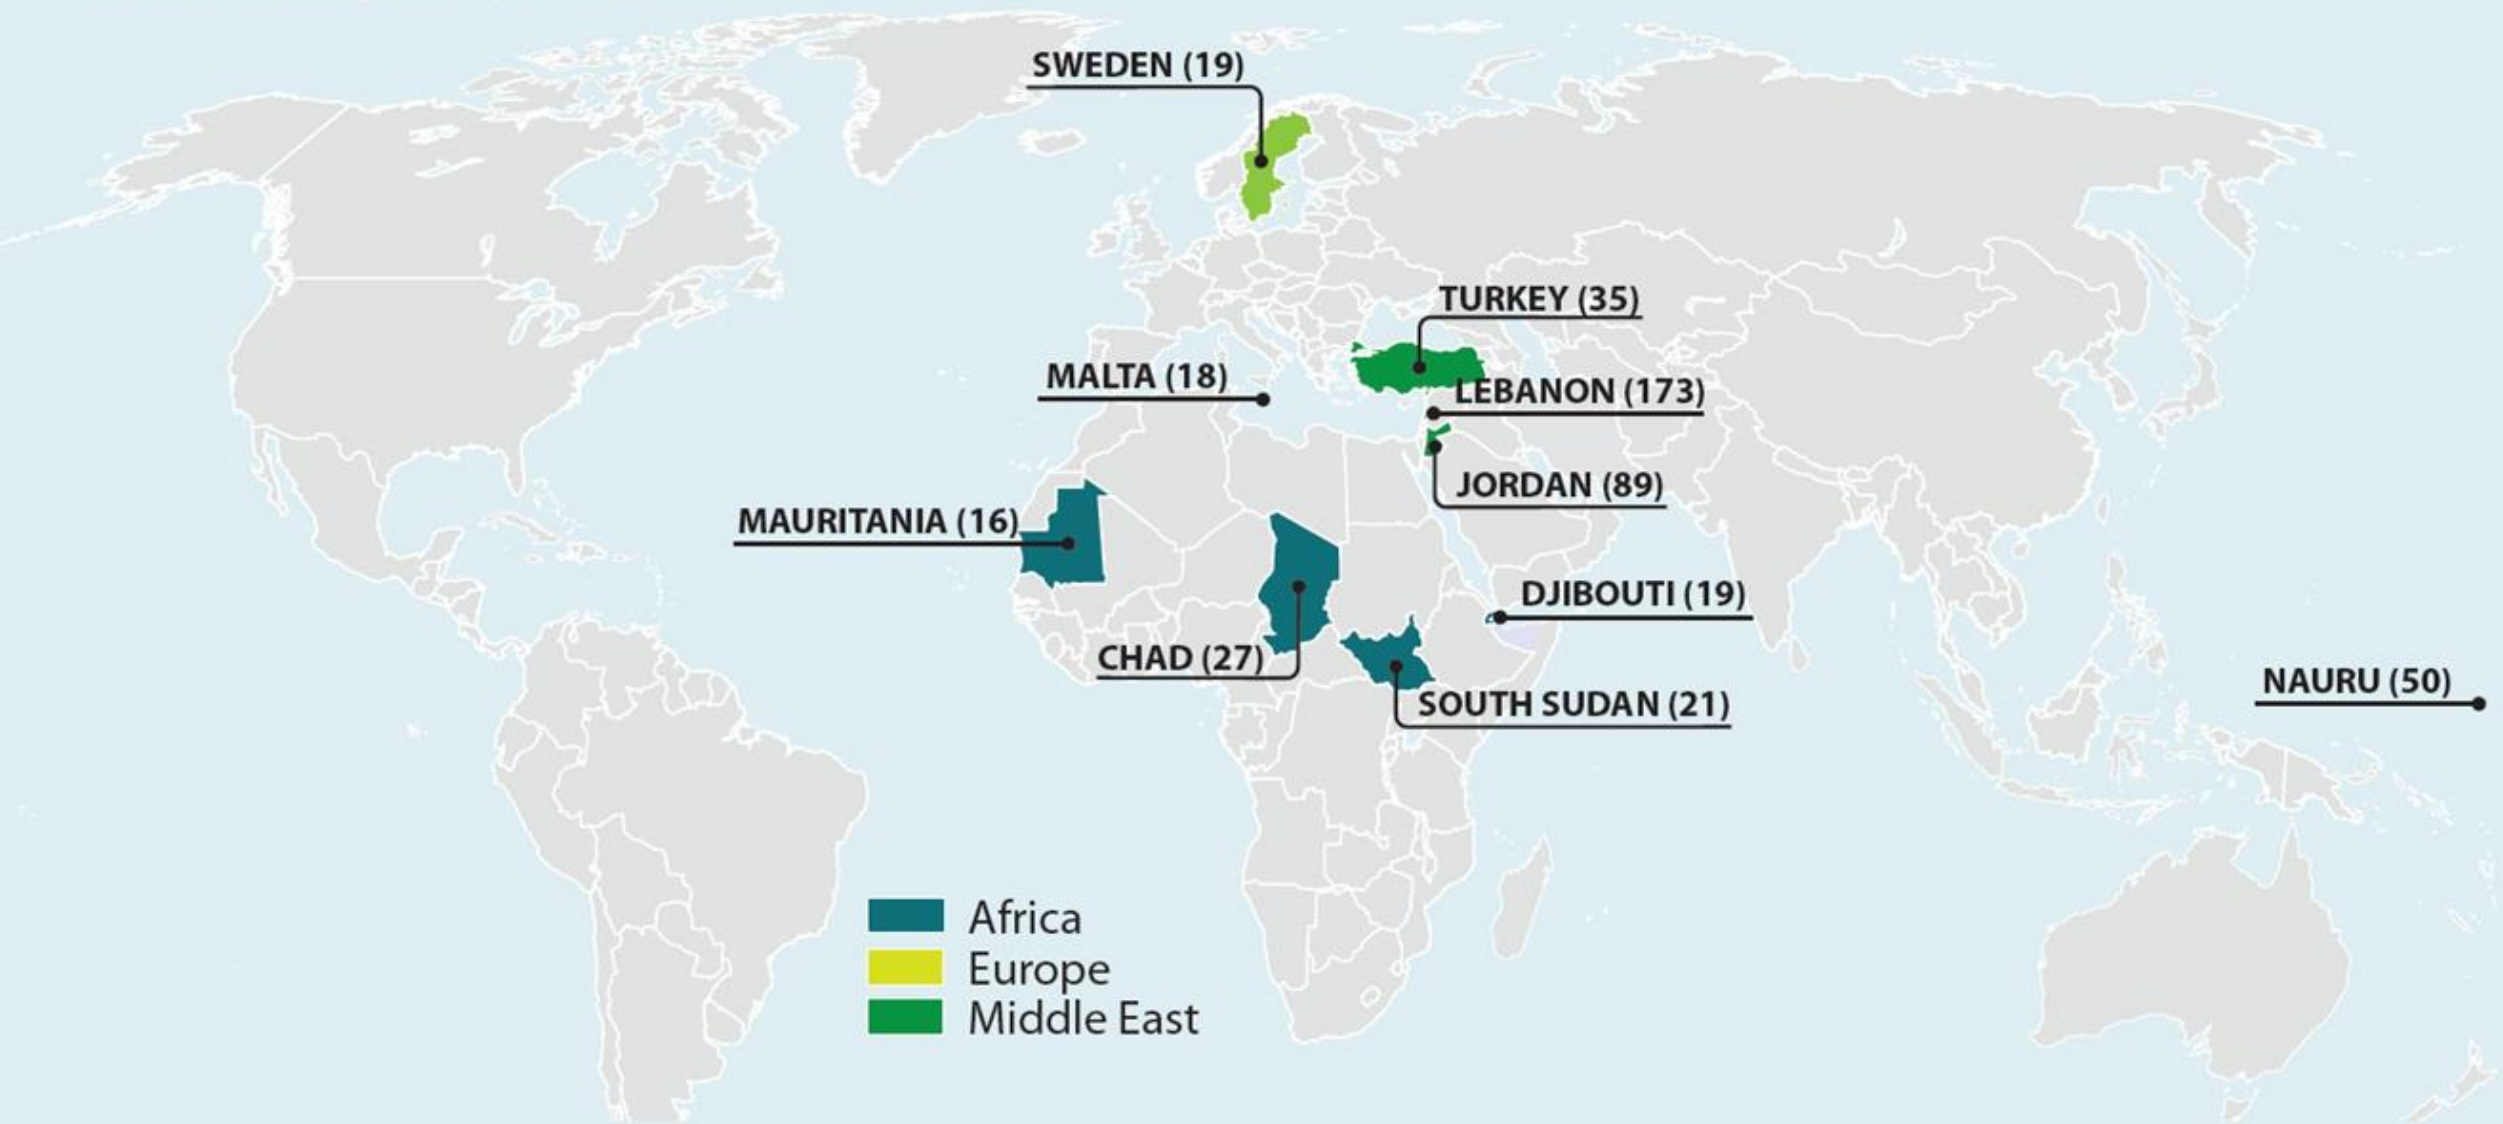 SWEDEN (19)
TURKEY (35)
MALTA (18)
LEBANON (173)
JORDAN (89)
MAURITANIA (16)
DJIBOUTI (19)
CHAD (27)
SOUTH SUDAN (21)
NAURU (50)
Africa
Europe
Middle East